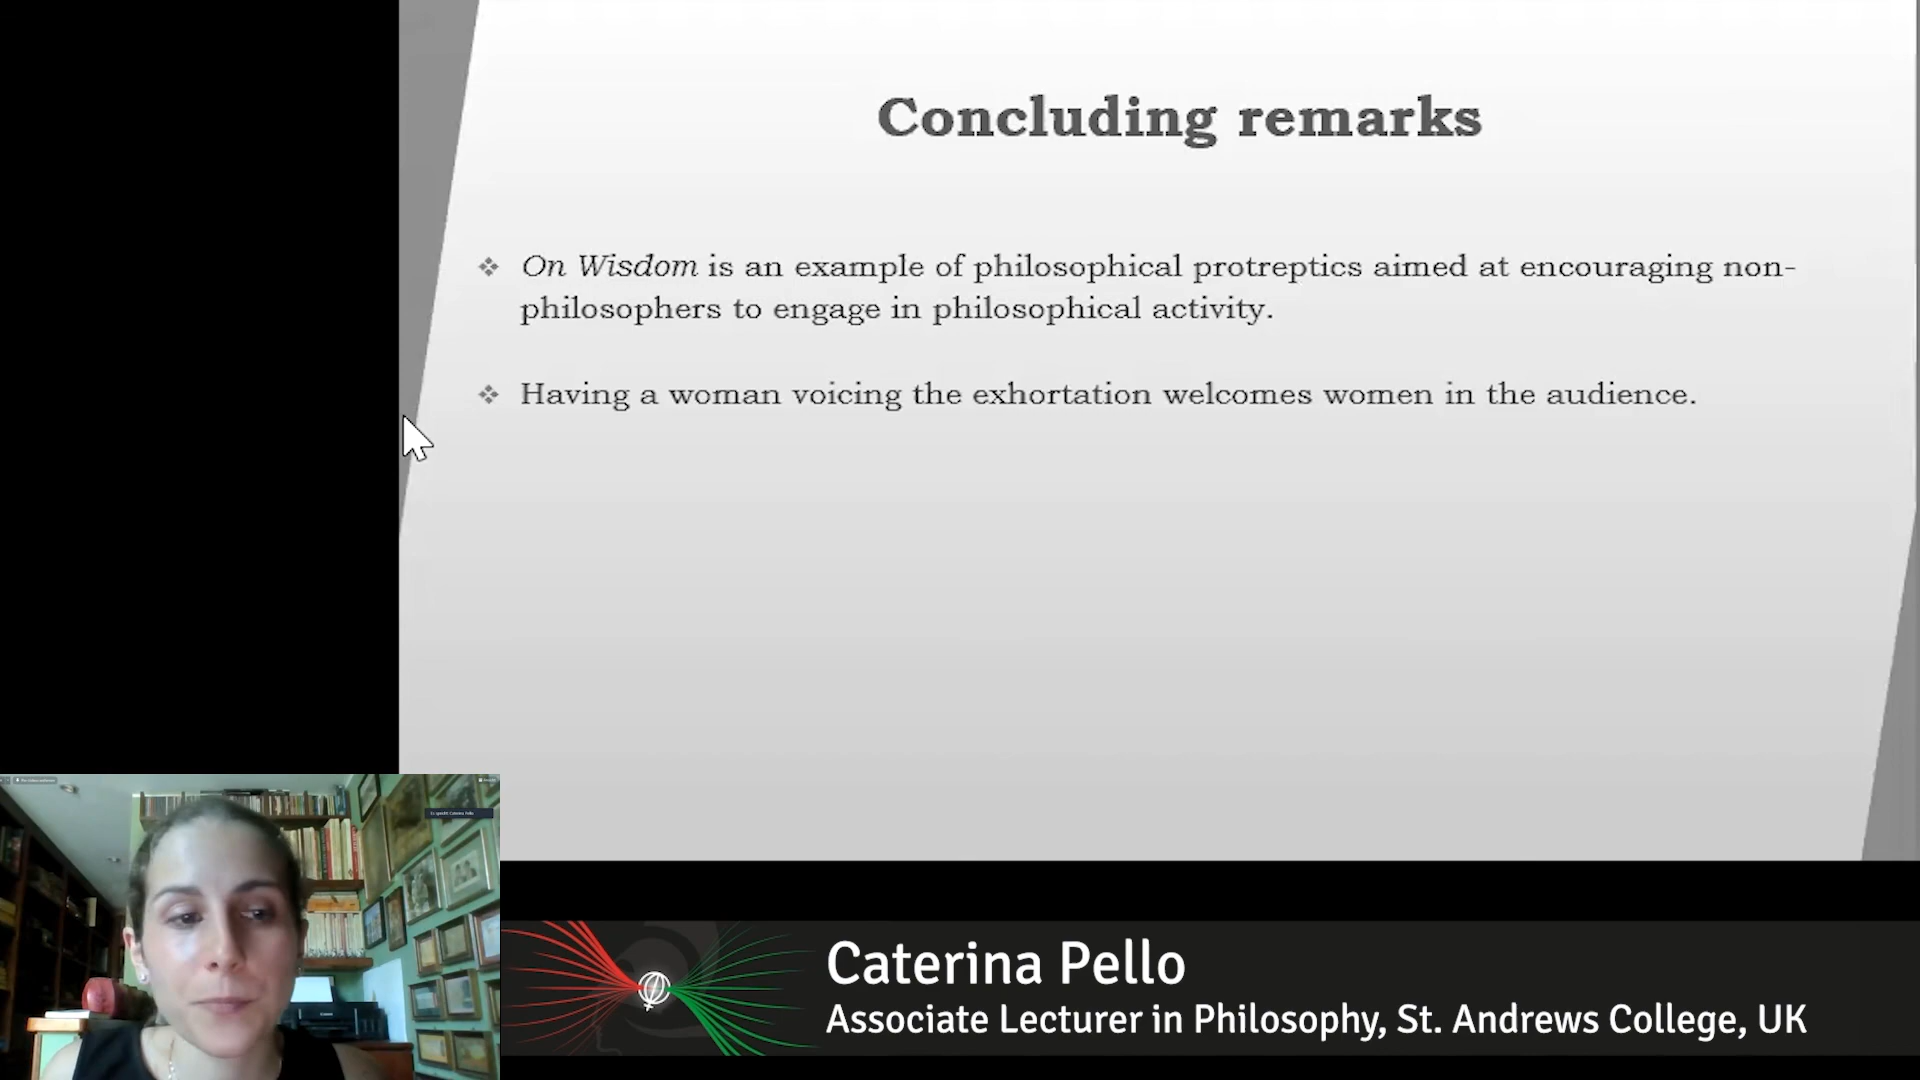 Concluding remarks
❖ On Wisdom is an example of philosophical protreptics aimed at encouraging non-
philosophers to engage in philosophical activity.
❖ Having a woman voicing the exhortation welcomes women in the audience.
Caterina Pello
Associate Lecturer in Philosophy, St. Andrews College, UK